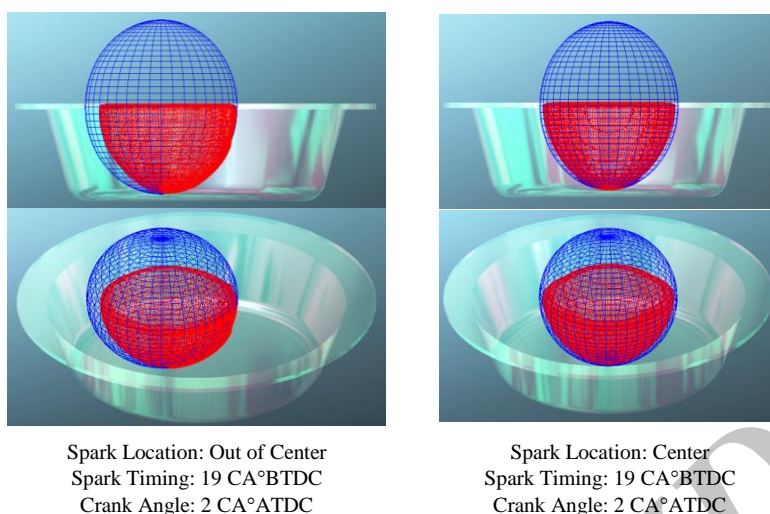 Spark Location: Out of Center
Spark Timing: 19 CA°BTDC
Crank Angle: 2 CA°ATDC
Spark Location: Center
Spark Timing: 19 CA°BTDC
Crank Angle: 2 CA°ATDC